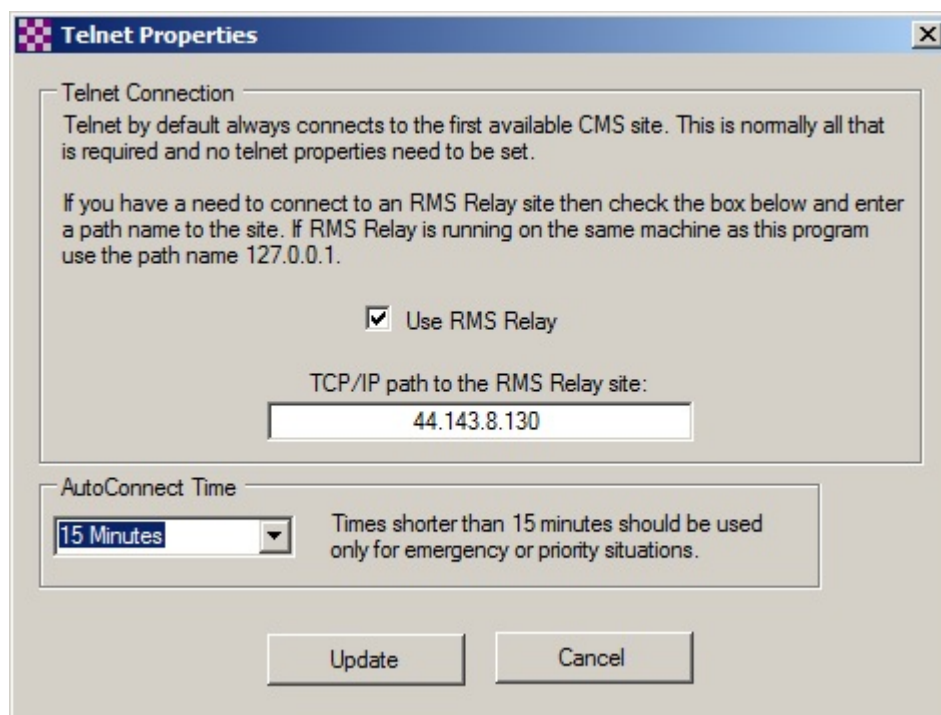 Telnet Properties
Telnet Connection
Telnet by default always connects to the first available CMS site. This is normally all that
is required and no telnet properties need to be set.
If you have a need to connect to an RMS Relay site then check the box below and enter
a path name to the site. If RMS Relay is running on the same machine as this program
use the path name 127.0.0.1.
Use RMS Relay
TCP/IP path to the RMS Relay site:
44.143.8.130
AutoConnect Time
15 Minutes
Times shorter than 15 minutes should be used
only for emergency or priority situations.
Update
Cancel